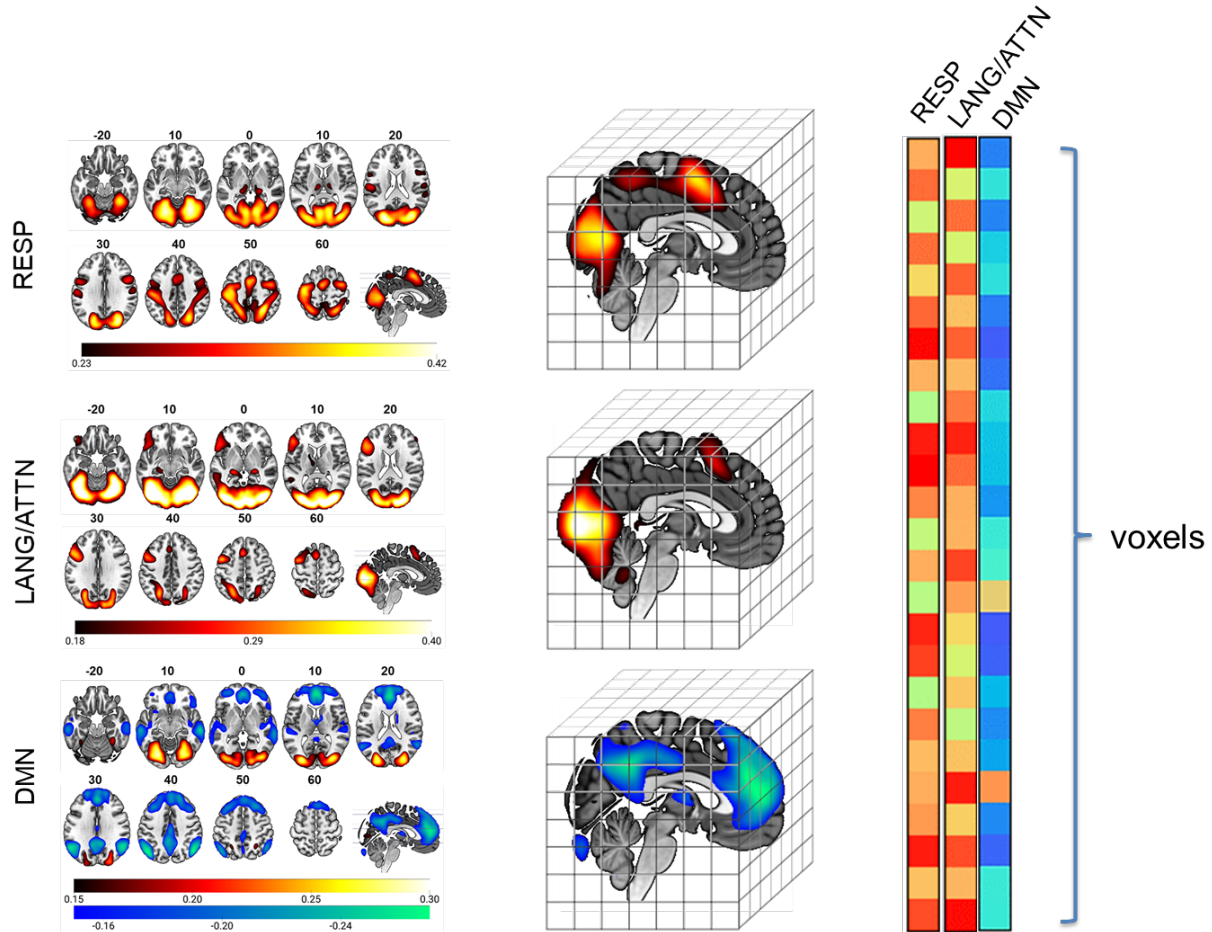 RESP LANG/ATTN DMN
RESP
-20 10 0 10 20
30 40 50 60
0.23 0.42
LANG/ATTN
-20 10 0 10 20
30 40 50 60
0.18 0.29 0.40
DMN
-20 10 0 10 20
30 40 50 60
0.15 0.20 0.25 0.30
-0.16 -0.20 -0.24
voxels